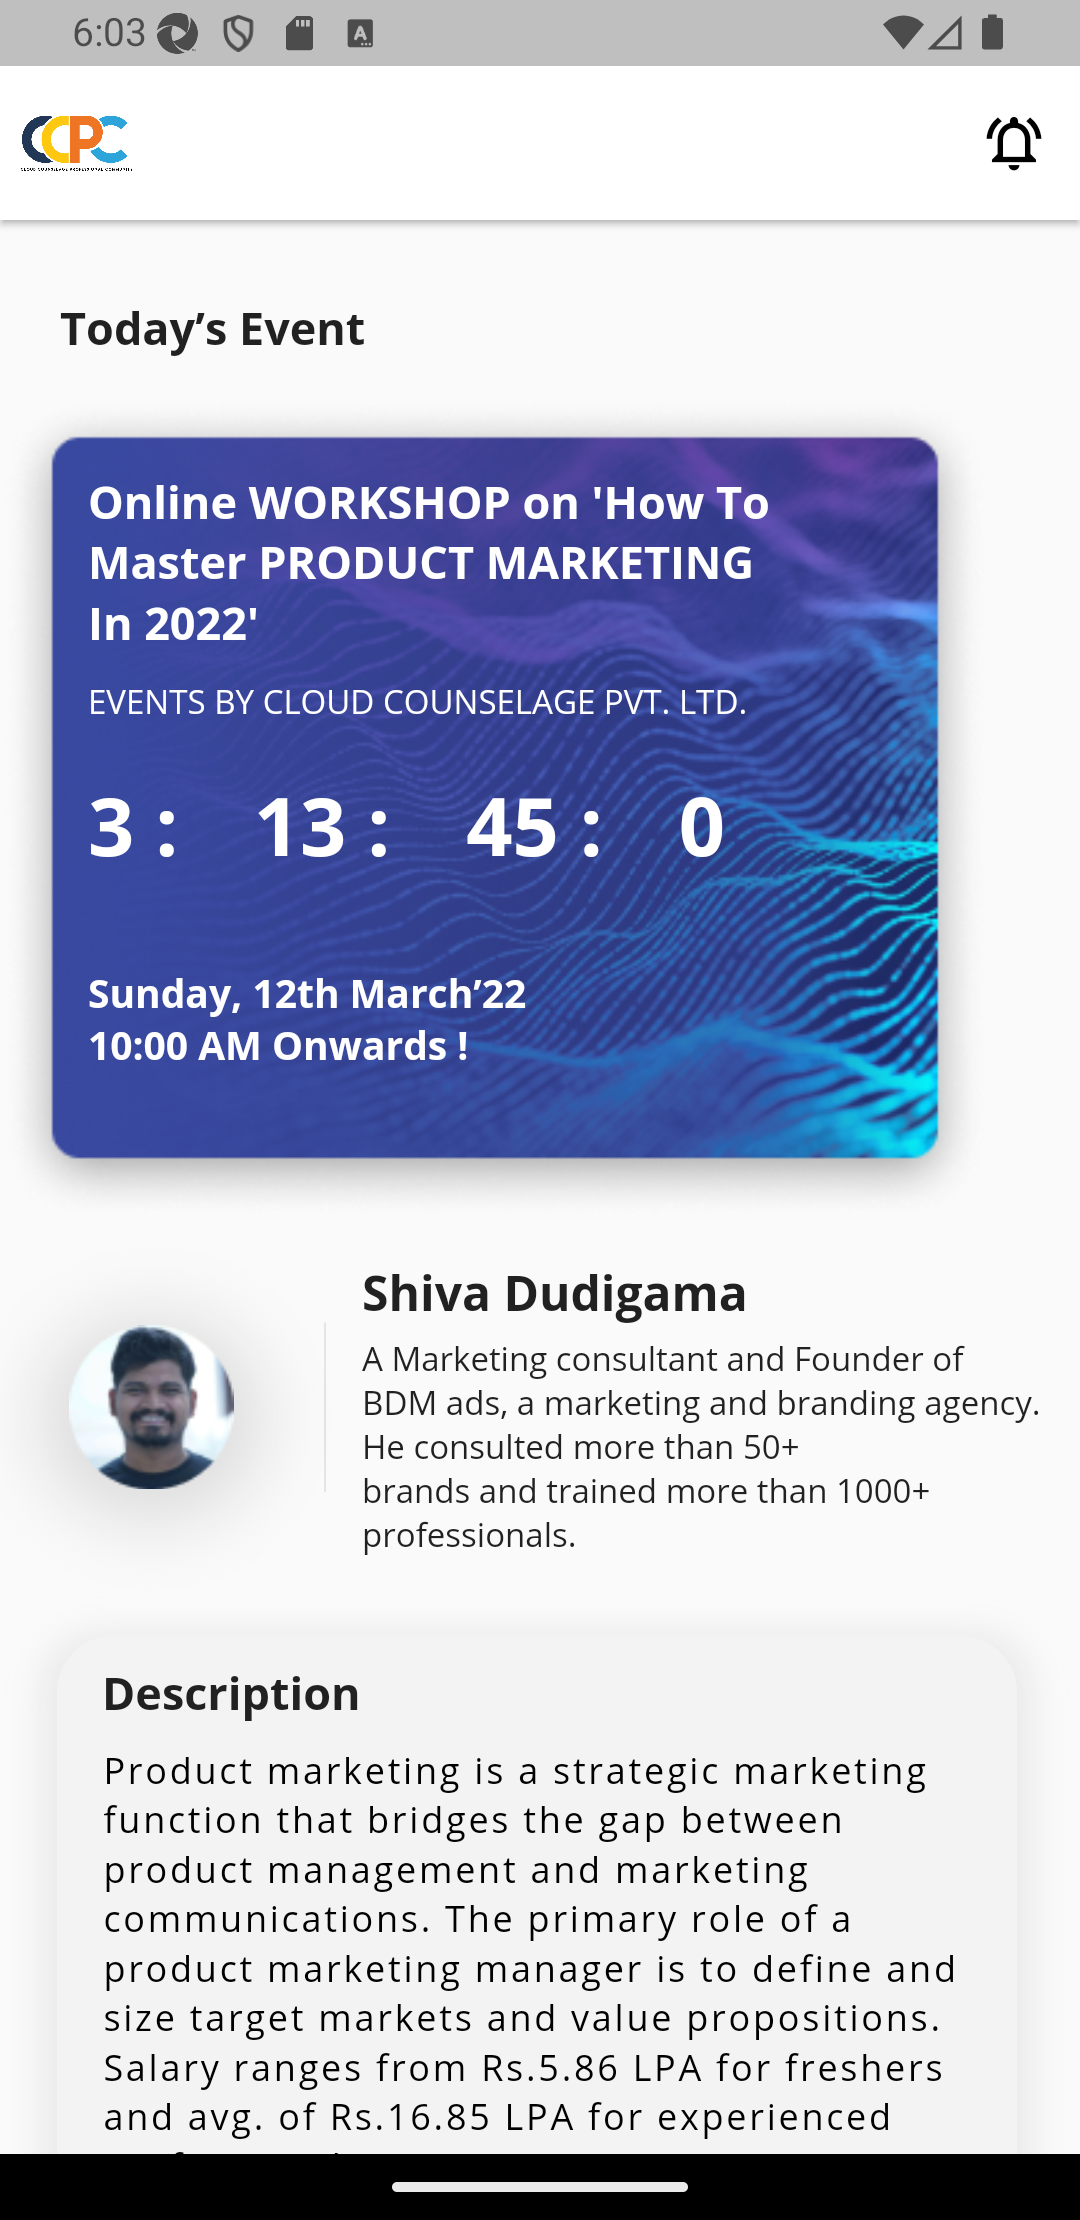 6:03
CCPC
CLOUD COUNSELAGE PROFESSIONAL COMMUNITY
Today’s Event
Online WORKSHOP on 'How To
Master PRODUCT MARKETING
In 2022'
EVENTS BY CLOUD COUNSELAGE PVT. LTD.
3 : 13 : 45 : 0
Sunday, 12th March’22
10:00 AM Onwards !
Shiva Dudigama
A Marketing consultant and Founder of
BDM ads, a marketing and branding agency.
He consulted more than 50+
brands and trained more than 1000+
professionals.
Description
Product marketing is a strategic marketing
function that bridges the gap between
product management and marketing
communications. The primary role of a
product marketing manager is to define and
size target markets and value propositions.
Salary ranges from Rs.5.86 LPA for freshers
and avg. of Rs.16.85 LPA for experienced